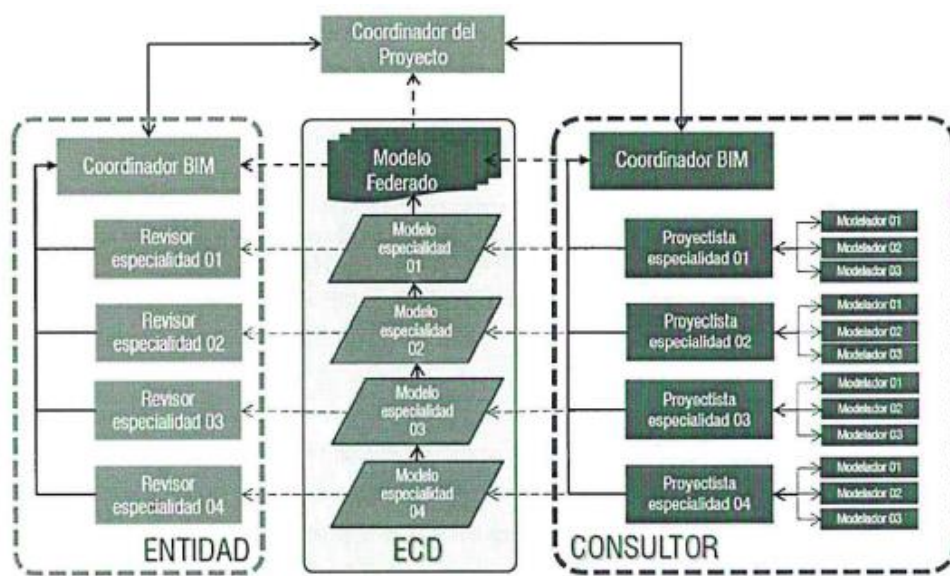 Coordinador del
Proyecto
Coordinador BIM
Revisor
especialidad 01
Revisor
especialidad 02
Revisor
especialidad 03
Revisor
especialidad 04
ENTIDAD
Modelo
Federado
Modelo
especialidad
01
Modelo
especialidad
02
Modelo
especialidad
03
Modelo
especialidad
04
ECD
Coordinador BIM
Proyectista
especialidad 01
Modelador 01
Modelador 02
Modelador 03
Proyectista
especialidad 02
Modelador 01
Modelador 02
Modelador 03
Proyectista
especialidad 03
Modelador 01
Modelador 02
Modelador 03
Proyectista
especialidad 04
Modelador 01
Modelador 02
Modelador 03
CONSULTOR